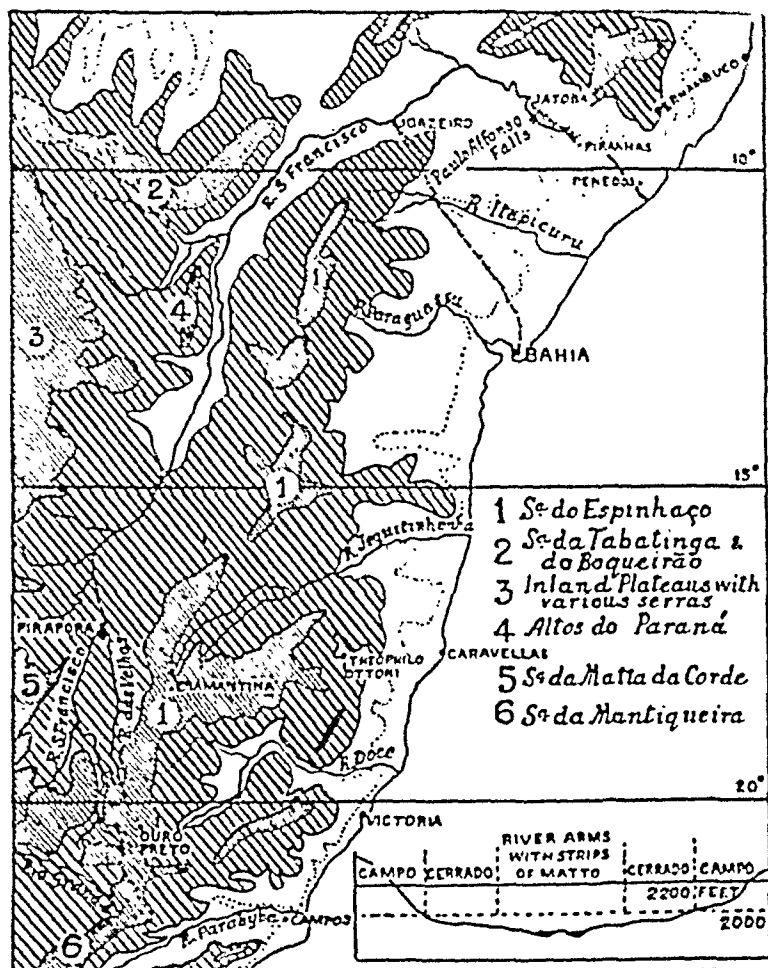 JATOBÁ
PERNAMBUCO
JOAZEIRO
R. S. Francisco
Paulo Affonso
Falls
PIRANHAS
PENEDO
10°
2
R. Itapicuru
1
4
3
R. Paraguassu
BAHIA
15°
1
R. Jequitinhonha
1 Sa do Espinhaço
2 Sa da Tabatinga &
do Boqueirão
3 Inland Plateaus with
various serras
4 Altos do Paraná
5 Sa da Matta da Corde
6 Sa da Mantiqueira
PIRAPORA
5
R. S. Francisco
R. das Velhas
DIAMANTINA
1
THEOPHILO
OTTONI
CARAVELLAS
R. Dôce
20°
OURO
PRETO
VICTORIA
Rio Grande
R. Parahyba
CAMPOS
6
RIVER ARMS
WITH STRIPS
OF MATTO
CAMPO CERRADO CERRADO CAMPO
2200 FEET
2000